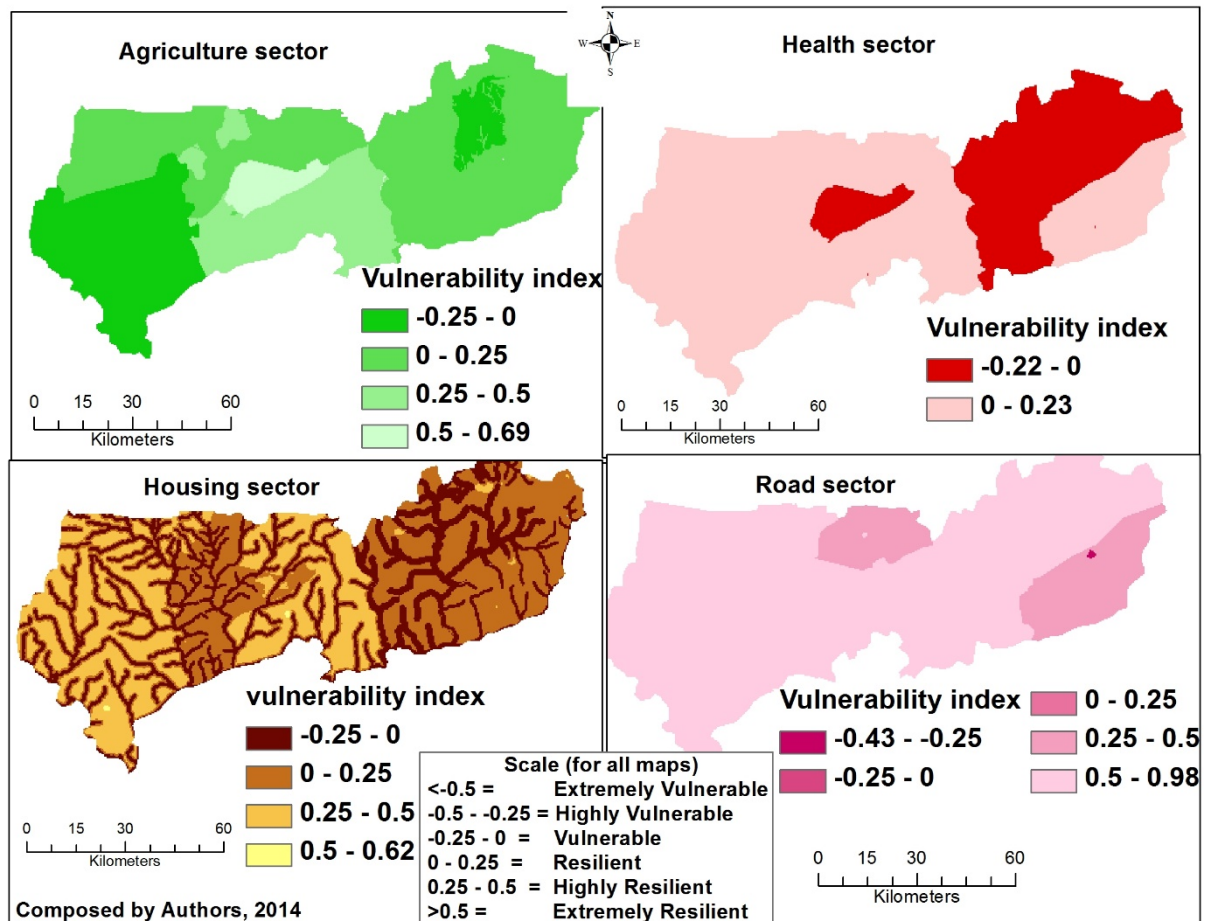 Agriculture sector
Vulnerability index
-0.25 - 0
0 - 0.25
0.25 - 0.5
0.5 - 0.69
0 15 30 60
Kilometers
N
W E
S
Health sector
Vulnerability index
-0.22 - 0
0 - 0.23
0 15 30 60
Kilometers
Housing sector
vulnerability index
-0.25 - 0
0 - 0.25
0.25 - 0.5
0.5 - 0.62
0 15 30 60
Kilometers
Composed by Authors, 2014
Road sector
Vulnerability index
-0.43 - -0.25
-0.25 - 0
0 - 0.25
0.25 - 0.5
0.5 - 0.98
0 15 30 60
Kilometers
Scale (for all maps)
<-0.5 = Extremely Vulnerable
-0.5 - -0.25 = Highly Vulnerable
-0.25 - 0 = Vulnerable
0 - 0.25 = Resilient
0.25 - 0.5 = Highly Resilient
>0.5 = Extremely Resilient